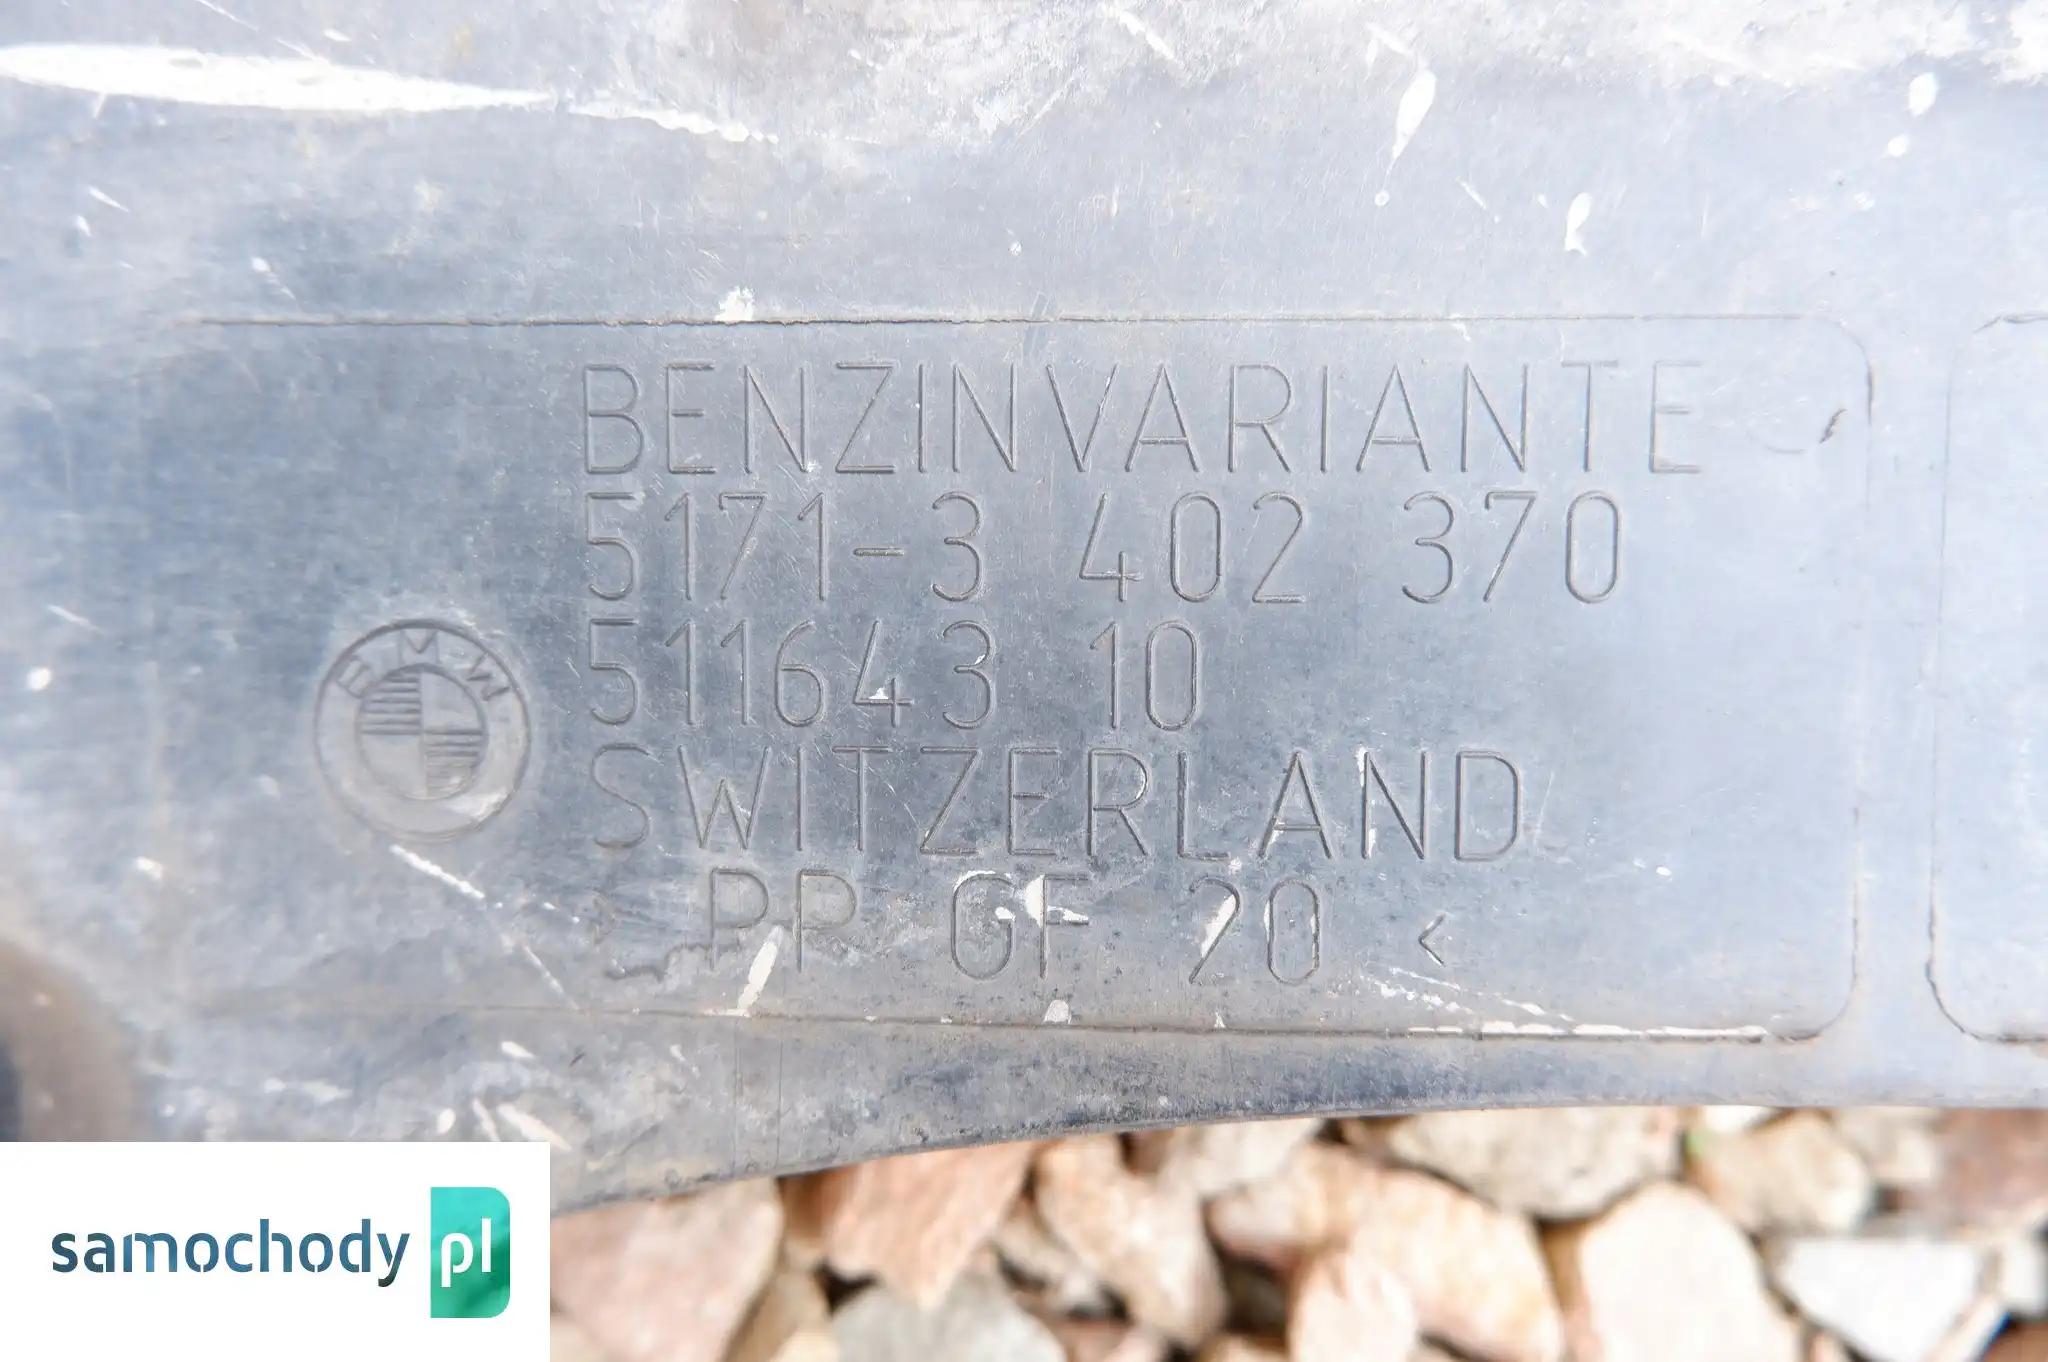 BENZINVARIANTE
5171-3 402 370
511643 10
BMW
SWITZERLAND
> PP GF 20 <
samochody pl